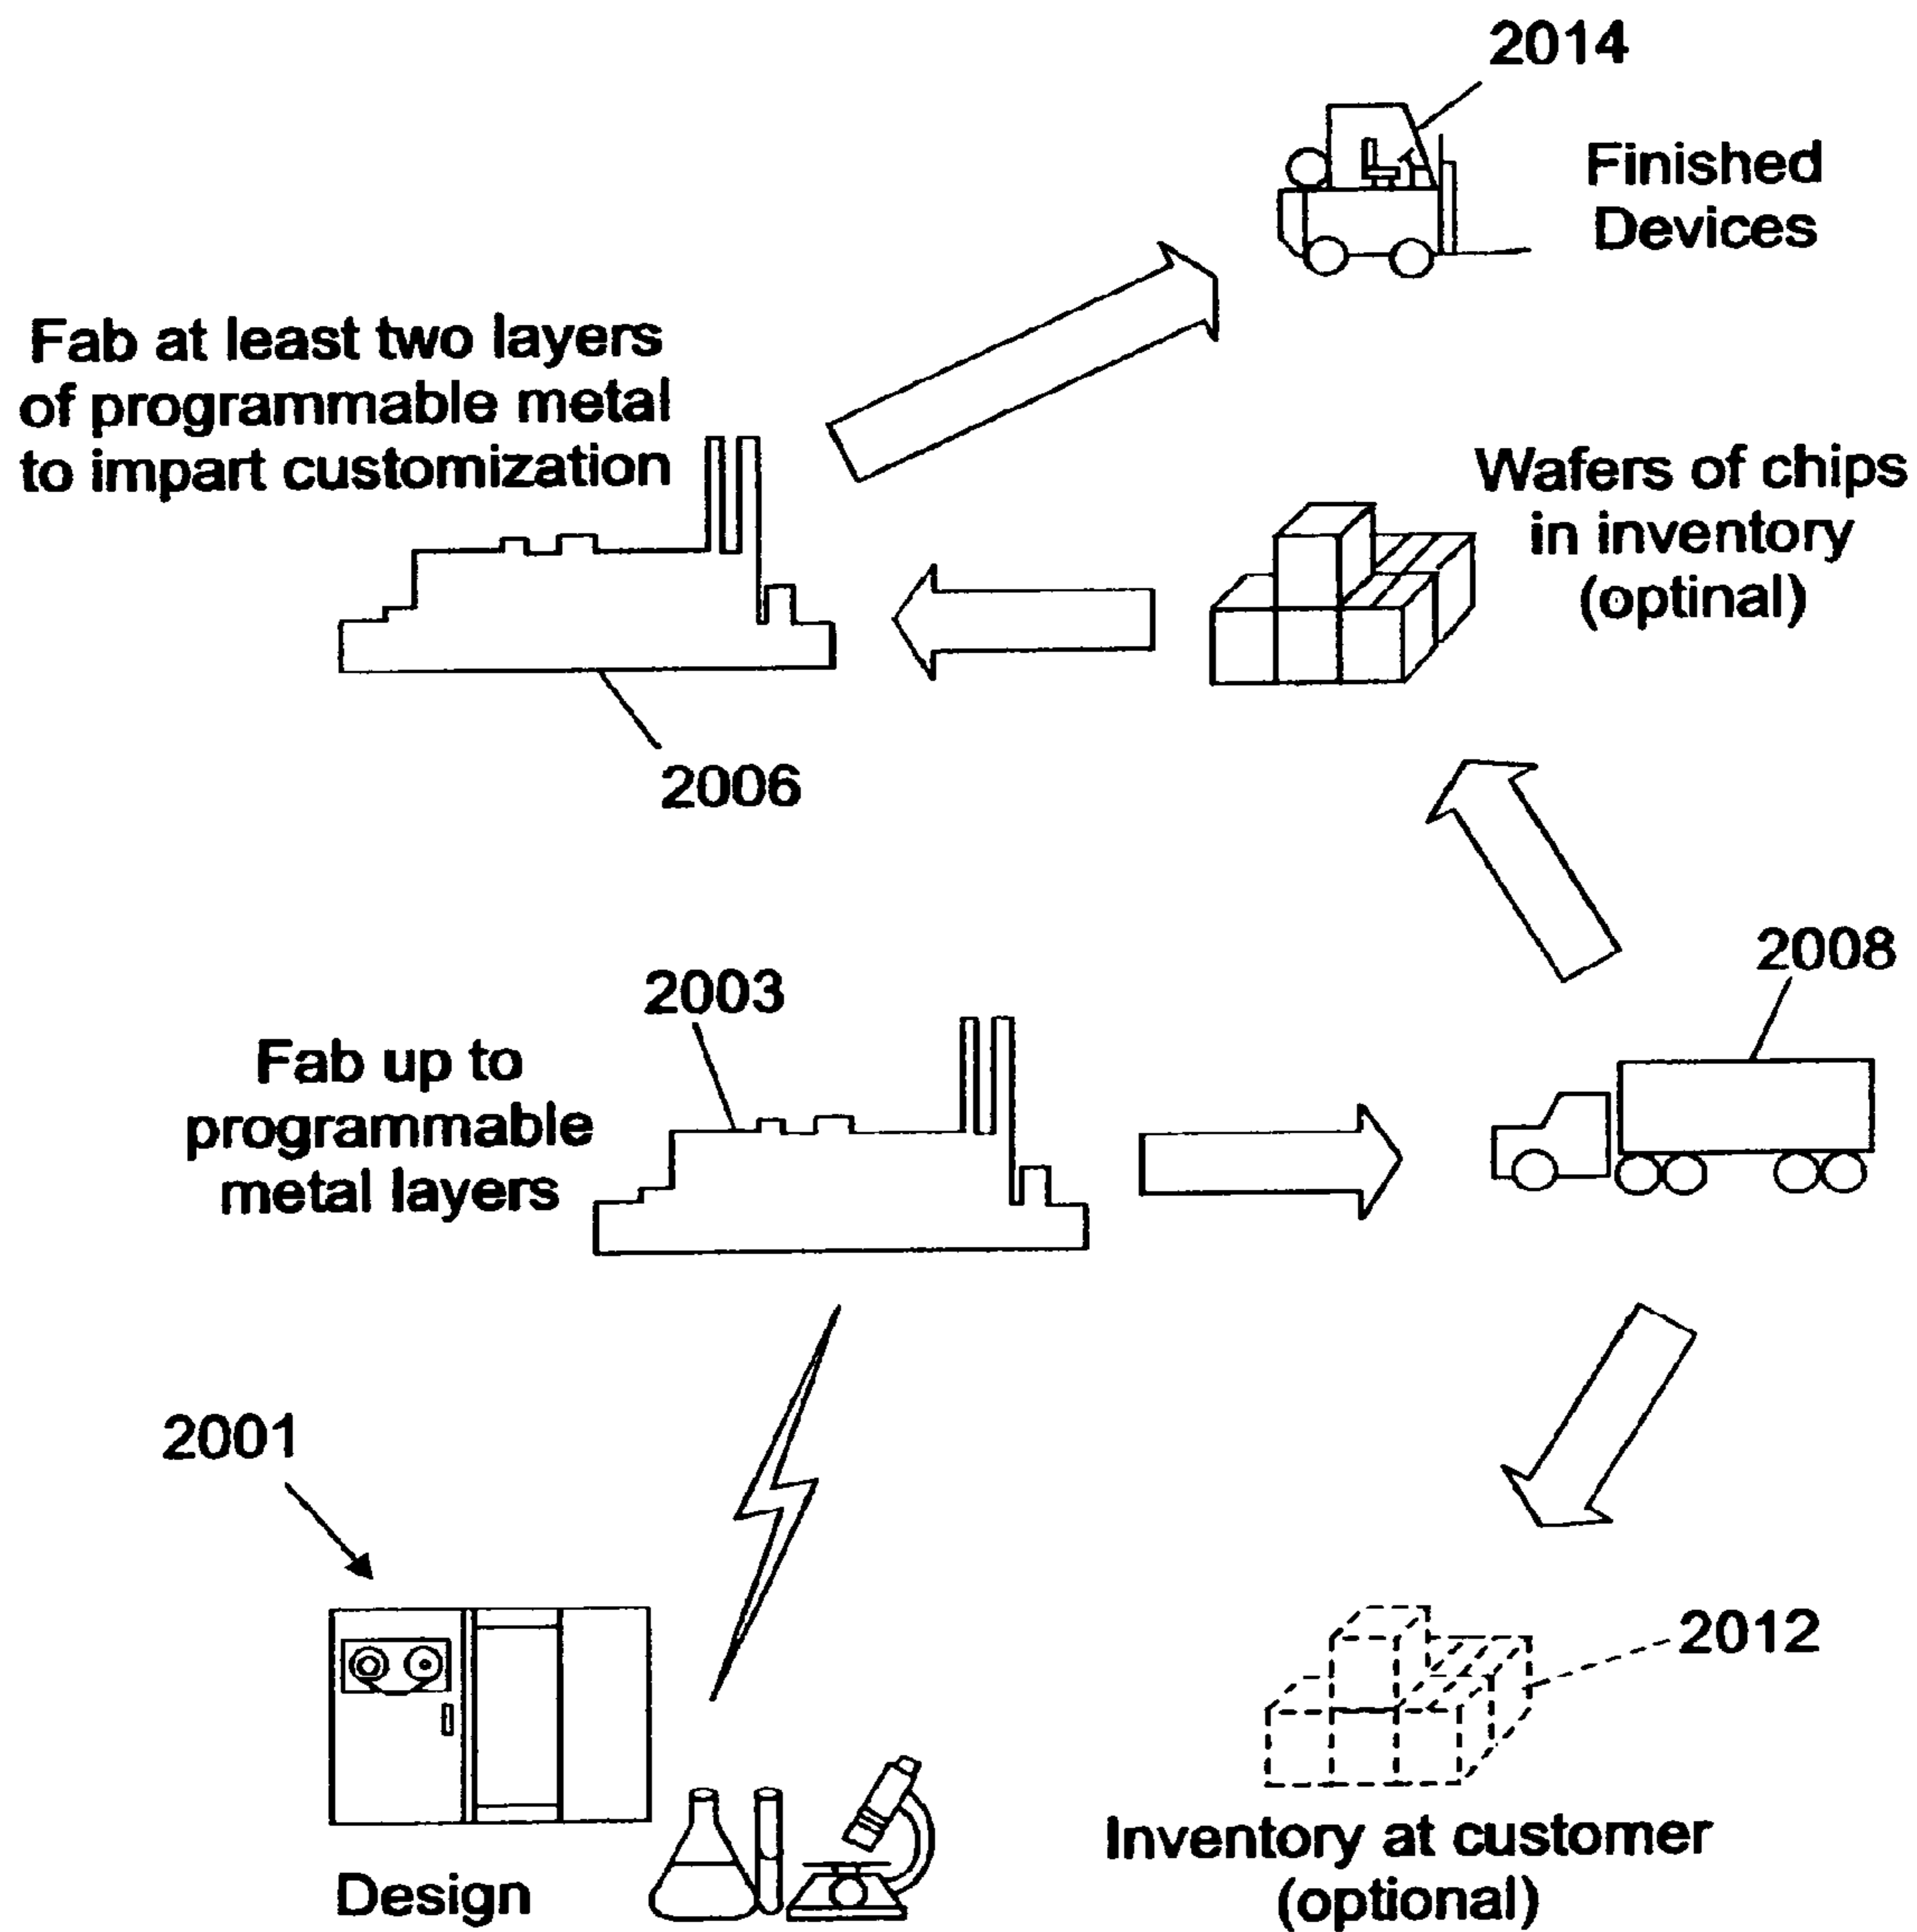 2014
Finished
Devices
Fab at least two layers
of programmable metal
to impart customization
Wafers of chips
in inventory
(optinal)
2006
2008
2003
Fab up to
programmable
metal layers
2001
2012
Inventory at customer
(optional)
Design